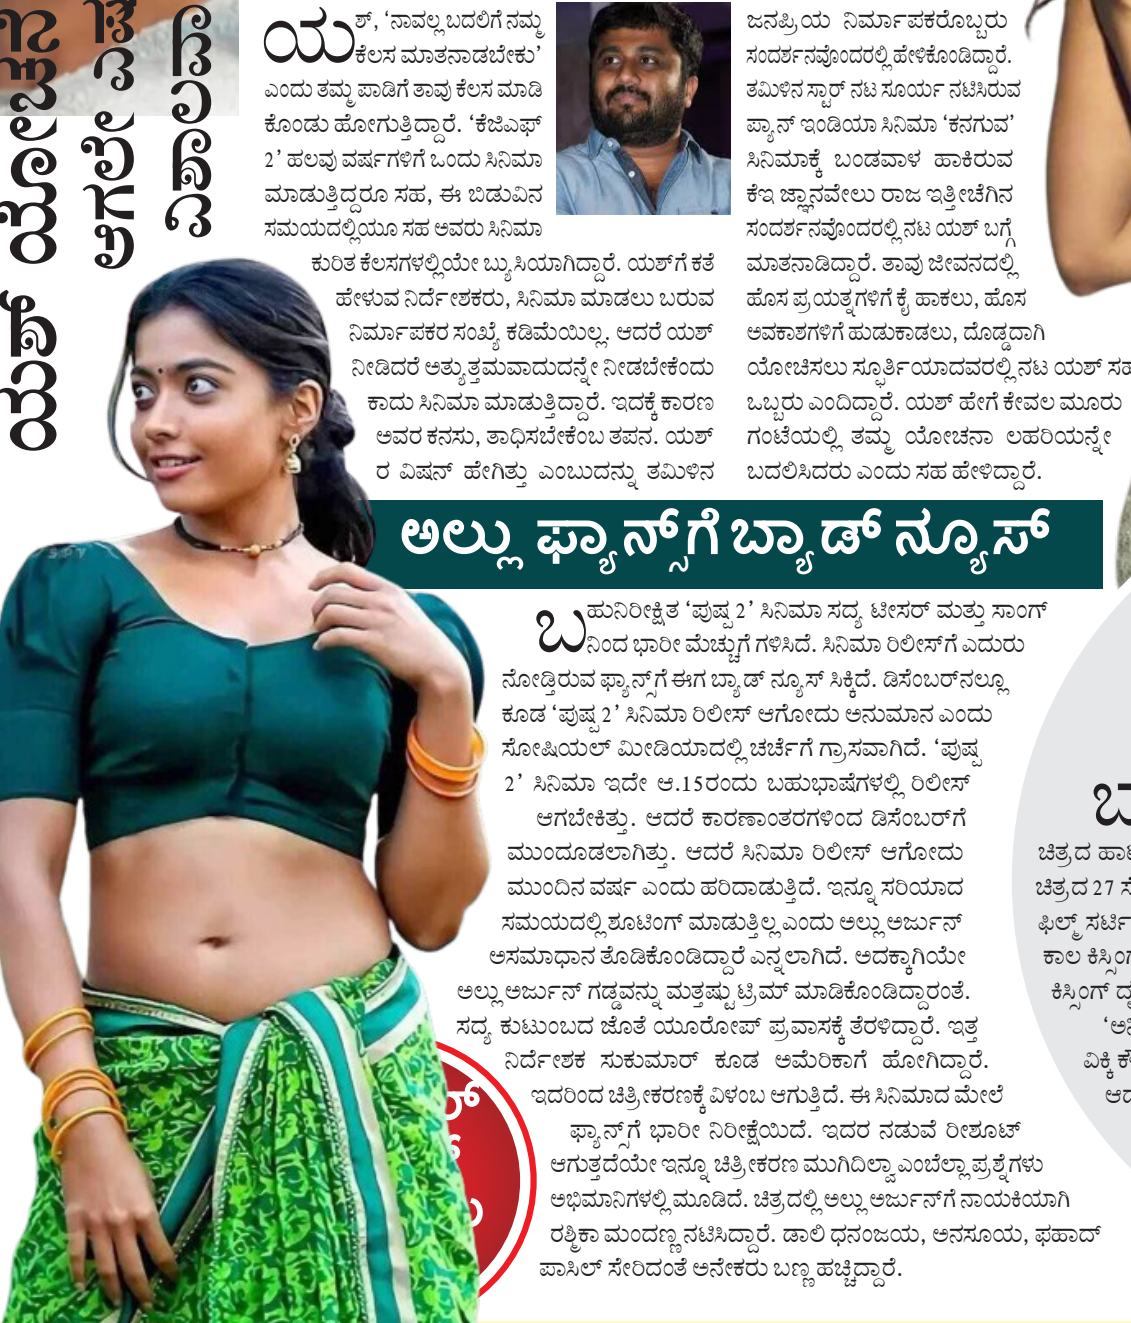 ಯಶ್, ‘ನಾವಲ್ಲ ಬದಲಿಗೆ ನಮ್ಮ
ಕೆಲಸ ಮಾತನಾಡಬೇಕು’
ಎಂದು ತಮ್ಮ ಪಾಡಿಗೆ ತಾವು ಕೆಲಸ ಮಾಡಿ
ಕೊಂಡು ಹೋಗುತ್ತಿದ್ದಾರೆ. ‘ಕೆಜಿಎಫ್
2’ ಹಲವು ವರ್ಷಗಳಿಗೆ ಒಂದು ಸಿನಿಮಾ
ಮಾಡುತ್ತಿದ್ದರೂ ಸಹ, ಈ ಬಿಡುವಿನ
ಸಮಯದಲ್ಲಿಯೂ ಸಹ ಅವರು ಸಿನಿಮಾ
ಕುರಿತ ಕೆಲಸಗಳಲ್ಲಿಯೇ ಬ್ಯುಸಿಯಾಗಿದ್ದಾರೆ. ಯಶ್‌ಗೆ ಕತೆ
ಹೇಳುವ ನಿರ್ದೇಶಕರು, ಸಿನಿಮಾ ಮಾಡಲು ಬರುವ
ನಿರ್ಮಾಪಕರ ಸಂಖ್ಯೆ ಕಡಿಮೆಯಿಲ್ಲ. ಆದರೆ ಯಶ್
ನೀಡಿದರೆ ಅತ್ಯುತ್ತಮವಾದುದನ್ನೇ ನೀಡಬೇಕೆಂದು
ಕಾದು ಸಿನಿಮಾ ಮಾಡುತ್ತಿದ್ದಾರೆ. ಇದಕ್ಕೆ ಕಾರಣ
ಅವರ ಕನಸು, ತಾಧಿಸಬೇಕೆಂಬ ತಪನ. ಯಶ್
ರ ವಿಷನ್ ಹೇಗಿತ್ತು ಎಂಬುದನ್ನು ತಮಿಳಿನ
ಜನಪ್ರಿಯ ನಿರ್ಮಾಪಕರೊಬ್ಬರು
ಸಂದರ್ಶನವೊಂದರಲ್ಲಿ ಹೇಳಿಕೊಂಡಿದ್ದಾರೆ.
ತಮಿಳಿನ ಸ್ಟಾರ್ ನಟ ಸೂರ್ಯ ನಟಿಸಿರುವ
ಪ್ಯಾನ್ ಇಂಡಿಯಾ ಸಿನಿಮಾ ‘ಕನಗುವ’
ಸಿನಿಮಾಕ್ಕೆ ಬಂಡವಾಳ ಹಾಕಿರುವ
ಕೆಇ ಜ್ಞಾನವೇಲು ರಾಜ ಇತ್ತೀಚೆಗಿನ
ಸಂದರ್ಶನವೊಂದರಲ್ಲಿ ನಟ ಯಶ್ ಬಗ್ಗೆ
ಮಾತನಾಡಿದ್ದಾರೆ. ತಾವು ಜೀವನದಲ್ಲಿ
ಹೊಸ ಪ್ರಯತ್ನಗಳಿಗೆ ಕೈ ಹಾಕಲು, ಹೊಸ
ಅವಕಾಶಗಳಿಗೆ ಹುಡುಕಾಡಲು, ದೊಡ್ಡದಾಗಿ
ಯೋಚಿಸಲು ಸ್ಫೂರ್ತಿಯಾದವರಲ್ಲಿ ನಟ ಯಶ್ ಸಹ
ಒಬ್ಬರು ಎಂದಿದ್ದಾರೆ. ಯಶ್ ಹೇಗೆ ಕೇವಲ ಮೂರು
ಗಂಟೆಯಲ್ಲಿ ತಮ್ಮ ಯೋಚನಾ ಲಹರಿಯನ್ನೇ
ಬದಲಿಸಿದರು ಎಂದು ಸಹ ಹೇಳಿದ್ದಾರೆ.
ಅಲ್ಲು ಫ್ಯಾನ್ಸ್‌ಗೆ ಬ್ಯಾಡ್ ನ್ಯೂಸ್
ಬಹುನಿರೀಕ್ಷಿತ ‘ಪುಷ್ಪ 2’ ಸಿನಿಮಾ ಸದ್ಯ ಟೀಸರ್ ಮತ್ತು ಸಾಂಗ್
ನಿಂದ ಭಾರೀ ಮೆಚ್ಚುಗೆ ಗಳಿಸಿದೆ. ಸಿನಿಮಾ ರಿಲೀಸ್‌ಗೆ ಎದುರು
ನೋಡ್ತಿರುವ ಫ್ಯಾನ್ಸ್‌ಗೆ ಈಗ ಬ್ಯಾಡ್ ನ್ಯೂಸ್ ಸಿಕ್ಕಿದೆ. ಡಿಸೆಂಬರ್‌ನಲ್ಲೂ
ಕೂಡ ‘ಪುಷ್ಪ 2’ ಸಿನಿಮಾ ರಿಲೀಸ್ ಆಗೋದು ಅನುಮಾನ ಎಂದು
ಸೋಷಿಯಲ್ ಮೀಡಿಯಾದಲ್ಲಿ ಚರ್ಚೆಗೆ ಗ್ರಾಸವಾಗಿದೆ. ‘ಪುಷ್ಪ
2’ ಸಿನಿಮಾ ಇದೇ ಆ.15ರಂದು ಬಹುಭಾಷೆಗಳಲ್ಲಿ ರಿಲೀಸ್
ಆಗಬೇಕಿತ್ತು. ಆದರೆ ಕಾರಣಾಂತರಗಳಿಂದ ಡಿಸೆಂಬರ್‌ಗೆ
ಮುಂದೂಡಲಾಗಿತ್ತು. ಆದರೆ ಸಿನಿಮಾ ರಿಲೀಸ್ ಆಗೋದು
ಮುಂದಿನ ವರ್ಷ ಎಂದು ಹರಿದಾಡುತ್ತಿದೆ. ಇನ್ನೂ ಸರಿಯಾದ
ಸಮಯದಲ್ಲಿ ಶೂಟಿಂಗ್ ಮಾಡುತ್ತಿಲ್ಲ ಎಂದು ಅಲ್ಲು ಅರ್ಜುನ್
ಅಸಮಾಧಾನ ತೊಡಿಕೊಂಡಿದ್ದಾರೆ ಎನ್ನಲಾಗಿದೆ. ಅದಕ್ಕಾಗಿಯೇ
ಅಲ್ಲು ಅರ್ಜುನ್ ಗಡ್ಡವನ್ನು ಮತ್ತಷ್ಟು ಟ್ರಿಮ್ ಮಾಡಿಕೊಂಡಿದ್ದಾರಂತೆ.
ಸದ್ಯ ಕುಟುಂಬದ ಜೊತೆ ಯೂರೋಪ್ ಪ್ರವಾಸಕ್ಕೆ ತೆರಳಿದ್ದಾರೆ. ಇತ್ತ
ನಿರ್ದೇಶಕ ಸುಕುಮಾರ್ ಕೂಡ ಅಮೆರಿಕಾಗೆ ಹೋಗಿದ್ದಾರೆ.
ಇದರಿಂದ ಚಿತ್ರೀಕರಣಕ್ಕೆ ವಿಳಂಬ ಆಗುತ್ತಿದೆ. ಈ ಸಿನಿಮಾದ ಮೇಲೆ
ಫ್ಯಾನ್ಸ್‌ಗೆ ಭಾರೀ ನಿರೀಕ್ಷೆಯಿದೆ. ಇದರ ನಡುವೆ ರೀಶೂಟ್
ಆಗುತ್ತದೆಯೇ ಇನ್ನೂ ಚಿತ್ರೀಕರಣ ಮುಗಿದಿಲ್ವಾ ಎಂಬೆಲ್ಲಾ ಪ್ರಶ್ನೆಗಳು
ಅಭಿಮಾನಿಗಳಲ್ಲಿ ಮೂಡಿದೆ. ಚಿತ್ರದಲ್ಲಿ ಅಲ್ಲು ಅರ್ಜುನ್‌ಗೆ ನಾಯಕಿಯಾಗಿ
ರಶ್ಮಿಕಾ ಮಂದಣ್ಣ ನಟಿಸಿದ್ದಾರೆ. ಡಾಲಿ ಧನಂಜಯ, ಅನಸೂಯ, ಫಹಾದ್
ಪಾಸಿಲ್ ಸೇರಿದಂತೆ ಅನೇಕರು ಬಣ್ಣ ಹಚ್ಚಿದ್ದಾರೆ.
ಚಿತ್ರದ
ಚಿತ್ರದ 27
ಫಿಲ್ಮ್
ಕಾಲ
ಕಿಸ್ಸಿಂಗ್
ವಿಕ್ಕಿ